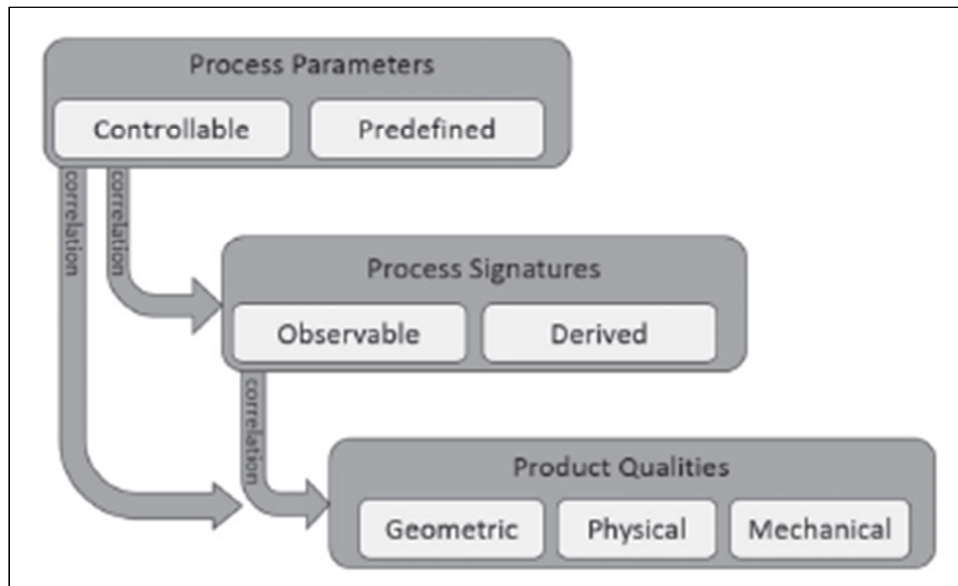 Process Parameters
Controllable
Predefined
correlation
correlation
Process Signatures
Observable
Derived
correlation
Product Qualities
Geometric
Physical
Mechanical